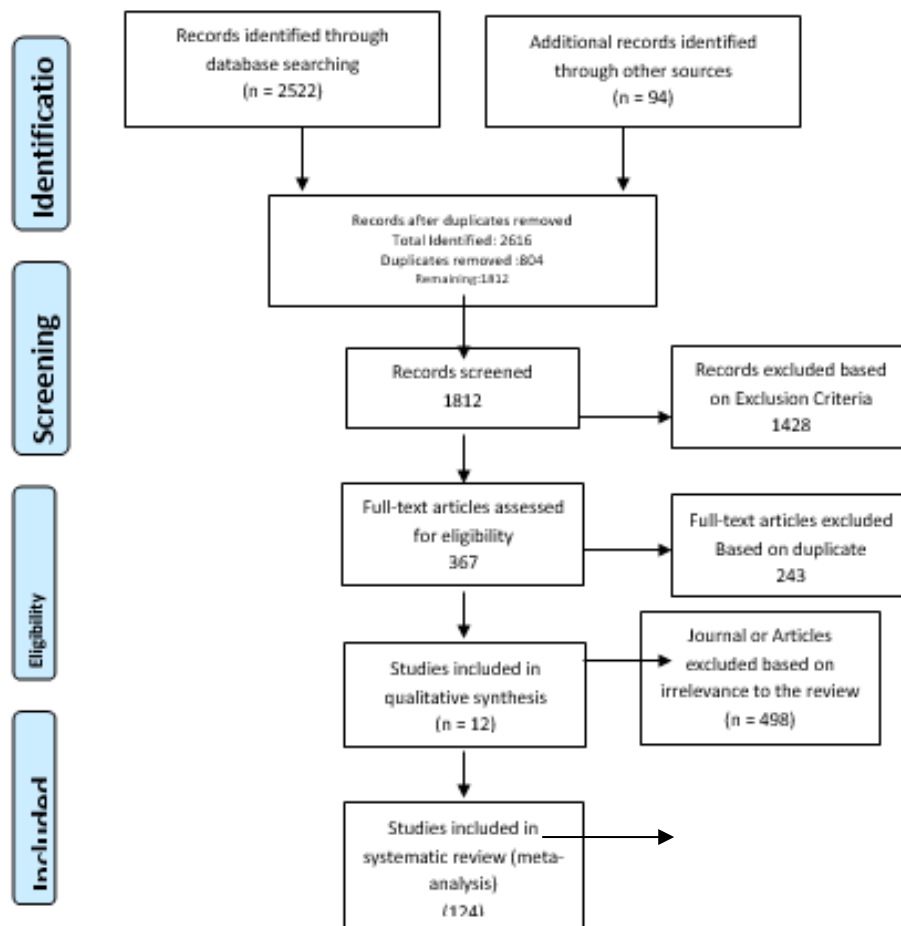 Identificatio
Records identified through
database searching
(n = 2522)
Additional records identified
through other sources
(n = 94)
Records after duplicates removed
Total Identified: 2616
Duplicates removed :804
Remaining:1812
Screening
Records screened
1812
Records excluded based
on Exclusion Criteria
1428
Eligibility
Full-text articles assessed
for eligibility
367
Full-text articles excluded
Based on duplicate
243
Studies included in
qualitative synthesis
(n = 12)
Journal or Articles
excluded based on
irrelevance to the review
(n = 498)
Included
Studies included in
systematic review (meta-
analysis)
(124)